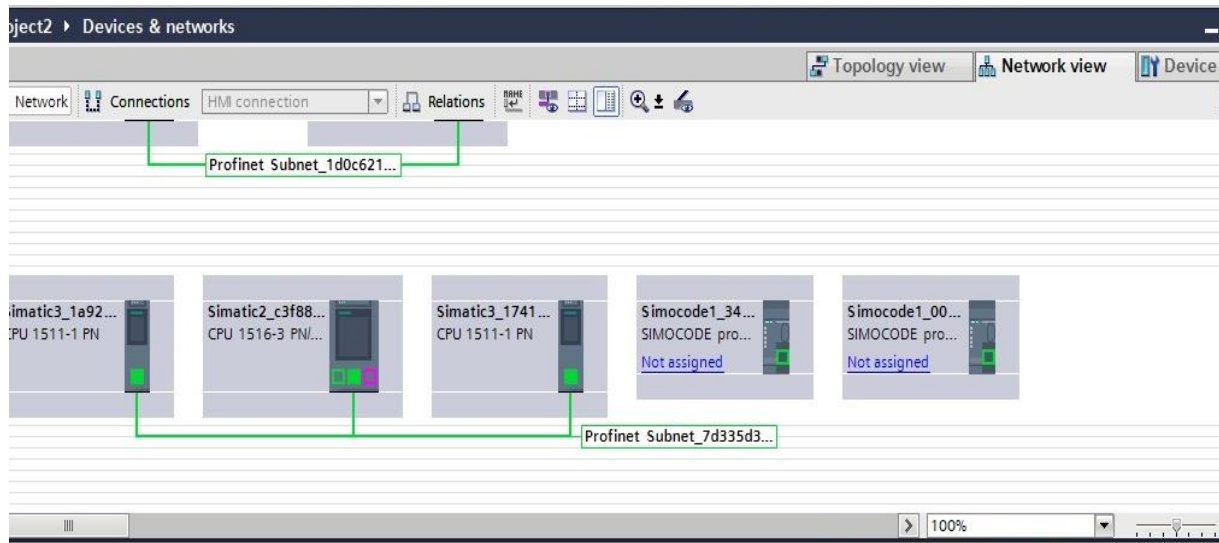 oject2 ▸ Devices & networks
Topology view Network view Device
Network Connections HMI connection Relations
Profinet Subnet_1d0c621...
Simatic3_1a92... Simatic2_c3f88... Simatic3_1741... Simocode1_34... Simocode1_00...
CPU 1511-1 PN CPU 1516-3 PN/... CPU 1511-1 PN SIMOCODE pro... SIMOCODE pro...
Not assigned Not assigned
Profinet Subnet_7d335d3...
100%